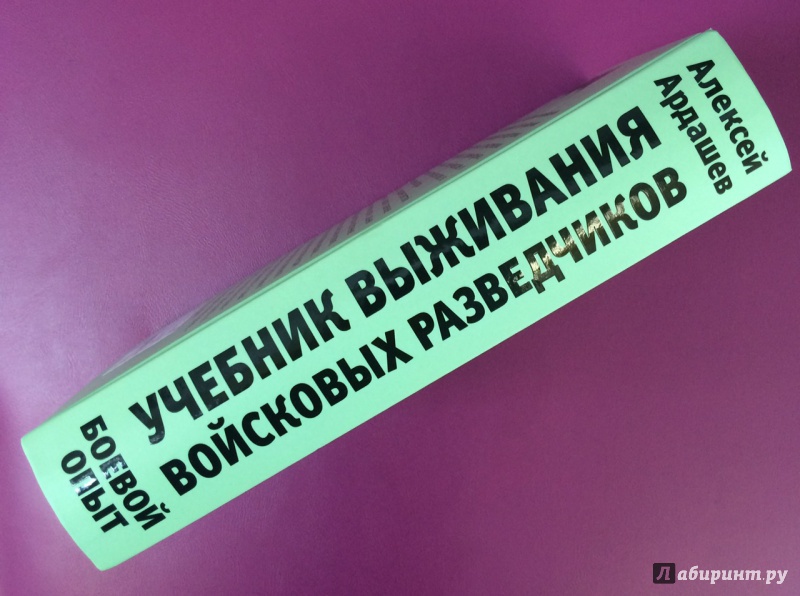 Алексей
Ардашев
УЧЕБНИК ВЫЖИВАНИЯ
ВОЙСКОВЫХ РАЗВЕДЧИКОВ
БОЕВОЙ
ОПЫТ
Лабиринт.ру